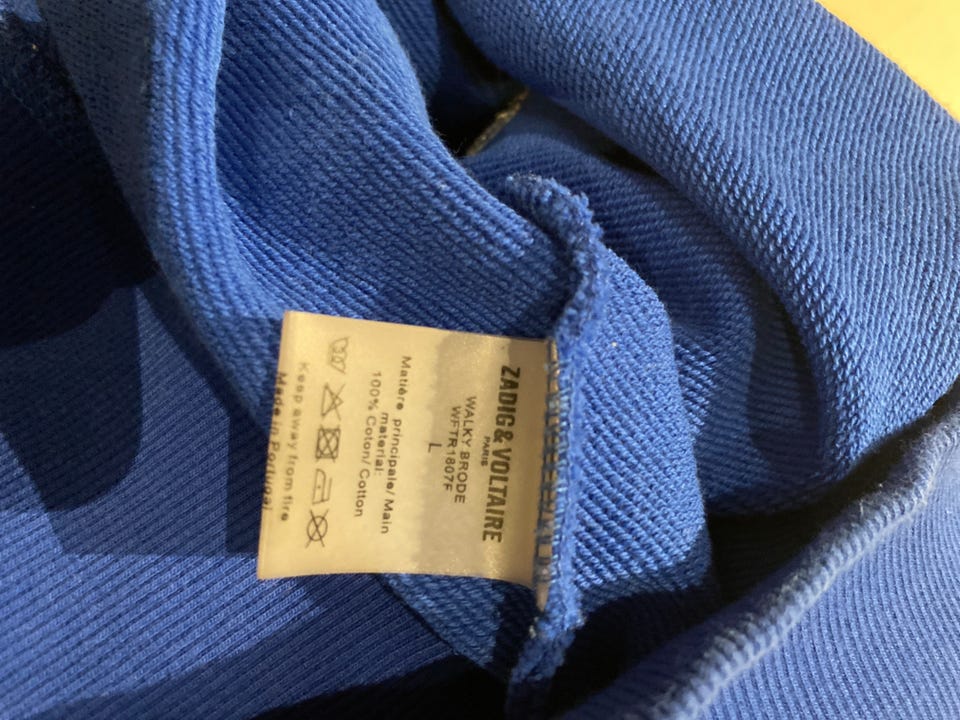 ZADIG & VOLTAIRE
PARIS
WALKY BRODE
WFTR1807F
L
Matière principale/ Main
material:
100% Coton/ Cotton
Keep away from fire
Made in Portugal